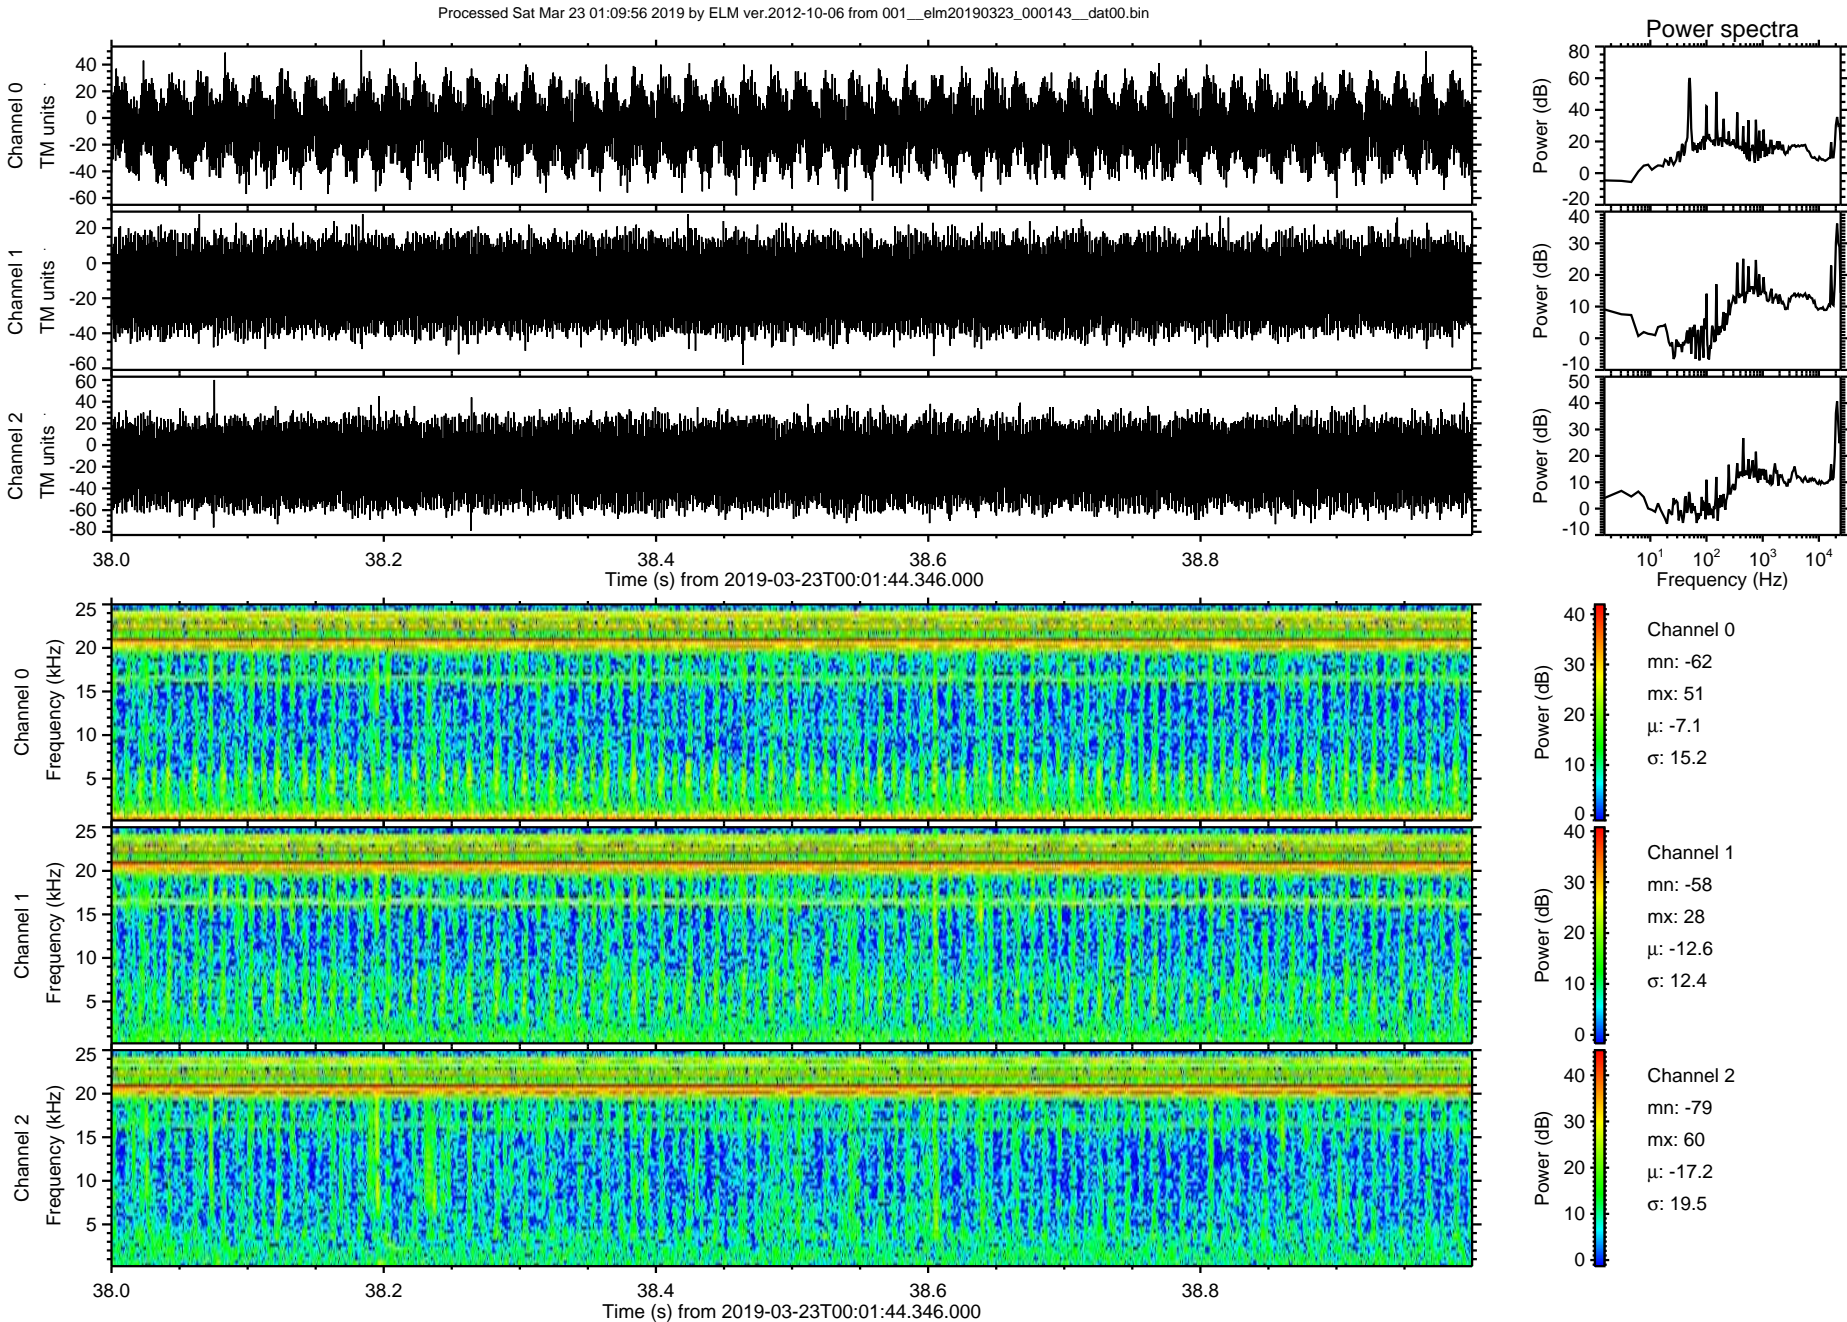 Processed Sat Mar 23 01:09:56 2019 by ELM ver.2012-10-06 from 001__elm20190323_000143__dat00.bin
Power spectra
Channel 0
TM units
40
20
0
-20
-40
-60
Power (dB)
80
60
40
20
0
-20
Channel 1
TM units
20
0
-20
-40
-60
Power (dB)
40
30
20
10
0
-10
Channel 2
TM units
60
40
20
0
-20
-40
-60
-80
Power (dB)
50
40
30
20
10
0
-10
38.0 38.2 38.4 38.6 38.8
Time (s) from 2019-03-23T00:01:44.346.000
10¹ 10² 10³ 10⁴
Frequency (Hz)
Channel 0
Frequency (kHz)
25
20
15
10
5
Power (dB)
40
30
20
10
0
Channel 0
mn: -62
mx: 51
μ: -7.1
σ: 15.2
Channel 1
Frequency (kHz)
25
20
15
10
5
Power (dB)
40
30
20
10
0
Channel 1
mn: -58
mx: 28
μ: -12.6
σ: 12.4
Channel 2
Frequency (kHz)
25
20
15
10
5
Power (dB)
40
30
20
10
0
Channel 2
mn: -79
mx: 60
μ: -17.2
σ: 19.5
38.0 38.2 38.4 38.6 38.8
Time (s) from 2019-03-23T00:01:44.346.000